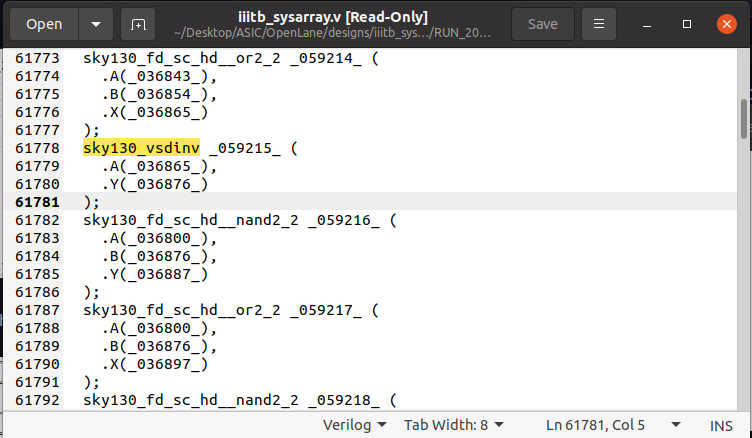 Open
iiitb_sysarray.v [Read-Only]
~/Desktop/ASIC/OpenLane/designs/iiitb_sys…/RUN_20…
Save
61773 sky130_fd_sc_hd__or2_2 _059214_ (
61774 .A(_036843_),
61775 .B(_036854_),
61776 .X(_036865_)
61777 );
61778 sky130_vsdinv _059215_ (
61779 .A(_036865_),
61780 .Y(_036876_)
61781 );
61782 sky130_fd_sc_hd__nand2_2 _059216_ (
61783 .A(_036800_),
61784 .B(_036876_),
61785 .Y(_036887_)
61786 );
61787 sky130_fd_sc_hd__or2_2 _059217_ (
61788 .A(_036800_),
61789 .B(_036876_),
61790 .X(_036897_)
61791 );
61792 sky130_fd_sc_hd__nand2_2 _059218_ (
Verilog Tab Width: 8 Ln 61781, Col 5 INS